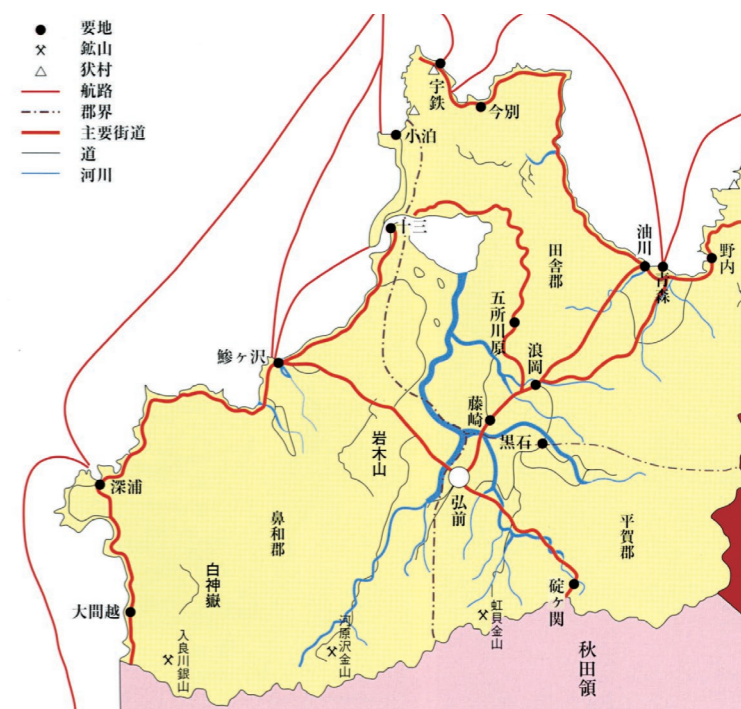 要地
鉱山
狄村
航路
郡界
主要街道
道
河川
宇鉄
今別
小泊
十三
油川
青森
野内
田舎郡
五所川原
浪岡
鰺ヶ沢
藤崎
黒石
岩木山
弘前
深浦
鼻和郡
平賀郡
白神嶽
大間越
碇ヶ関
虹貝金山
河原沢金山
入良川銀山
秋田領